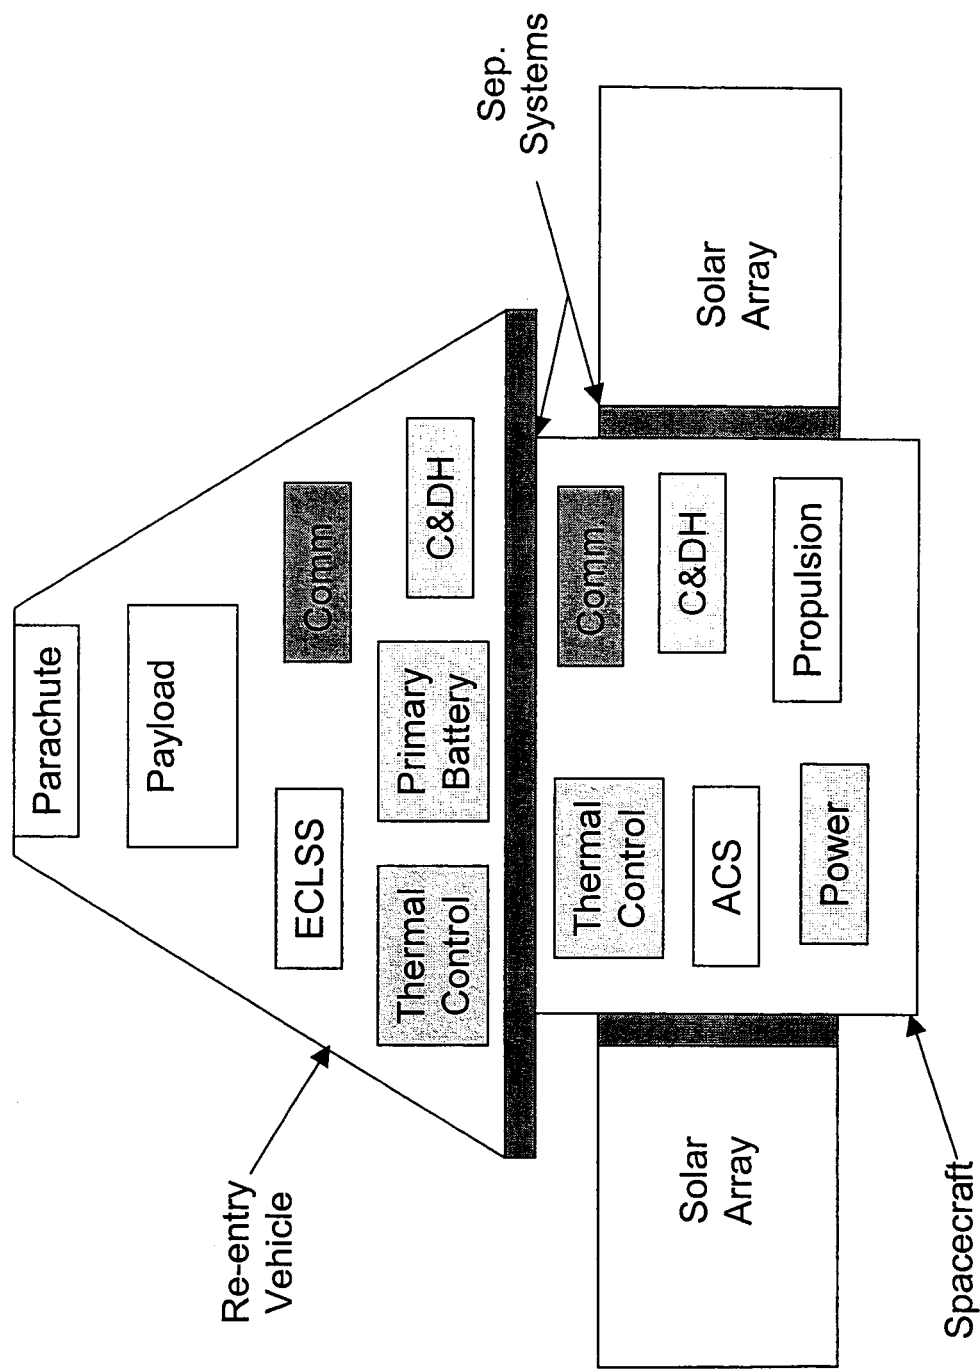 Parachute
Payload
ECLSS
Comm.
Thermal
Control
Primary
Battery
C&DH
Re-entry
Vehicle
Sep.
Systems
Thermal
Control
Comm.
ACS
C&DH
Power
Propulsion
Solar
Array
Solar
Array
Spacecraft